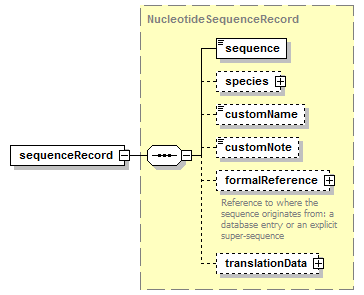 NucleotideSequenceRecord
sequenceRecord
sequence
species
customName
customNote
formalReference
Reference to where the
sequence originates from: a
database entry or an explicit
super-sequence
translationData